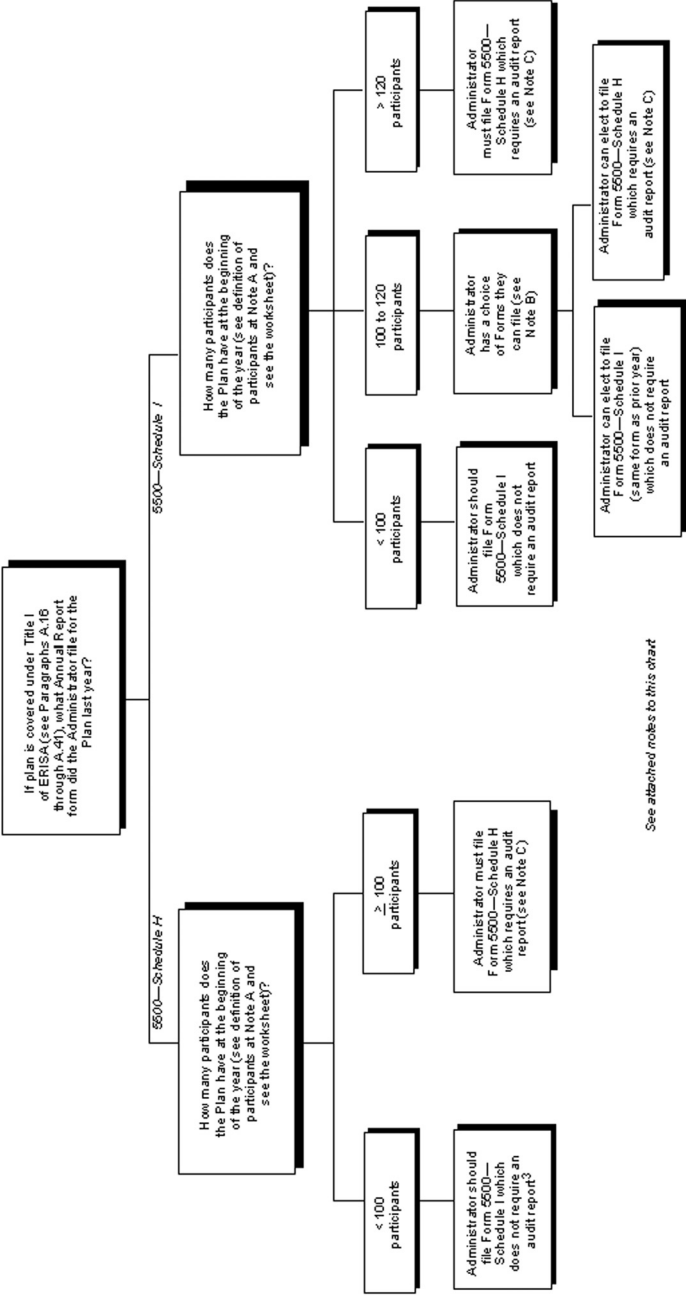 If plan is covered under Title I
of ERISA (see Paragraphs A.16
through A.41), what Annual Report
form did the Administrator file for the
Plan last year?
5500—Schedule H
5500—Schedule I
How many participants does
the Plan have at the beginning
of the year (see definition of
participants at Note A and
see the worksheet)?
How many participants does
the Plan have at the beginning
of the year (see definition of
participants at Note A and
see the worksheet)?
< 100
participants
≥ 100
participants
< 100
participants
100 to 120
participants
> 120
participants
Administrator should
file Form 5500—
Schedule I which
does not require an
audit report3
Administrator must file
Form 5500—Schedule H
which requires an audit
report (see Note C)
Administrator should
file Form
5500—Schedule I
which does not
require an audit report
Administrator
has a choice
of Forms they
can file (see
Note B)
Administrator
must file Form 5500—
Schedule H which
requires an audit report
(see Note C)
Administrator can elect to file
Form 5500—Schedule I
(same form as prior year)
which does not require
an audit report
Administrator can elect to file
Form 5500—Schedule H
which requires an
audit report (see Note C)
See attached notes to this chart